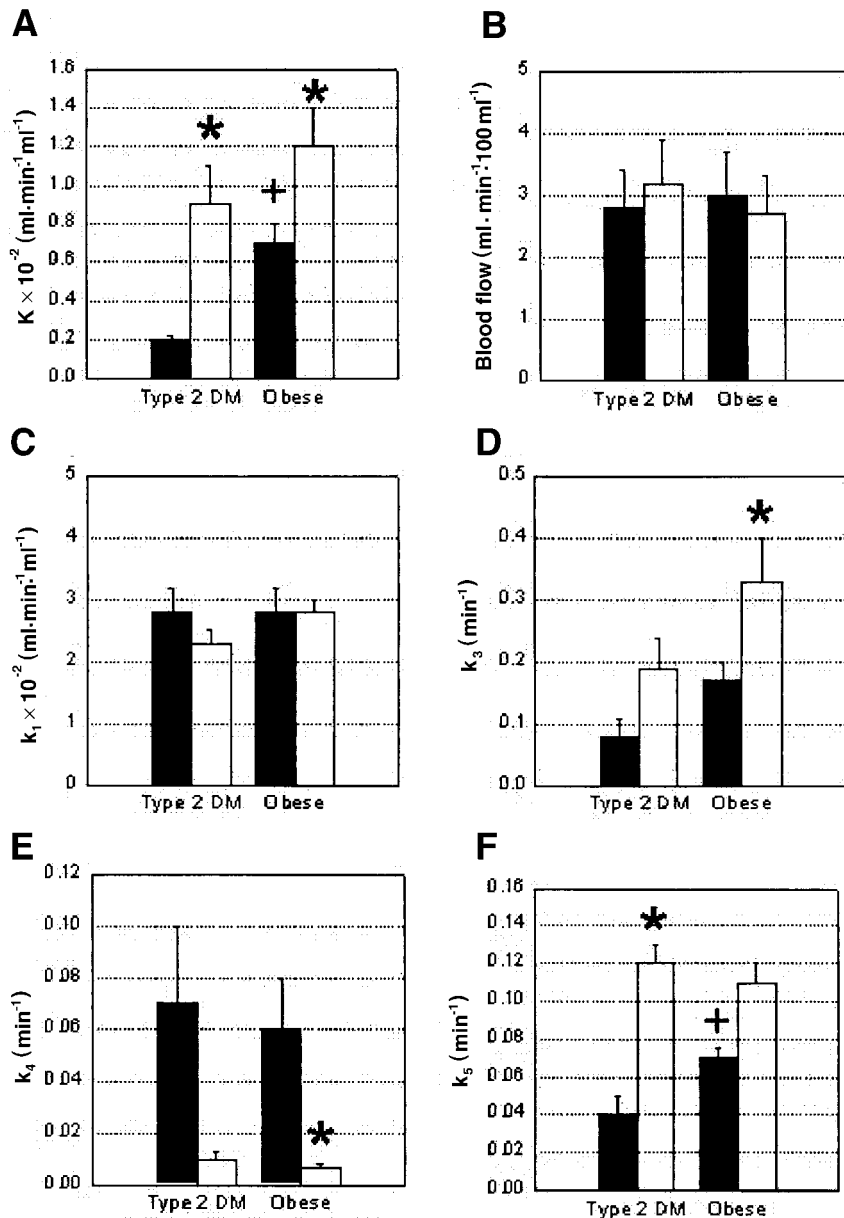 A
K × 10⁻² (ml·min⁻¹ml⁻¹)
1.6
1.4
1.2
1.0
0.8
0.6
0.4
0.2
0.0
*
+
*
Type 2 DM Obese
B
Blood flow (ml· min⁻¹·100ml⁻¹)
5
4
3
2
1
0
Type 2 DM Obese
C
k₁ × 10⁻² (ml·min⁻¹ml⁻¹)
5
4
3
2
1
0
Type 2 DM Obese
D
k₃ (min⁻¹)
0.5
0.4
0.3
0.2
0.1
0.0
*
Type 2 DM Obese
E
k₄ (min⁻¹)
0.12
0.10
0.08
0.06
0.04
0.02
0.00
*
Type 2 DM Obese
F
k₅ (min⁻¹)
0.16
0.14
0.12
0.10
0.08
0.06
0.04
0.02
0.00
*
+
Type 2 DM Obese